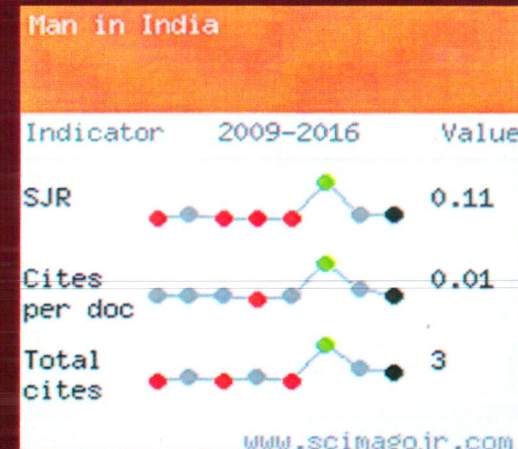 Man in India
Indicator 2009-2016 Value
SJR 0.11
Cites
per doc 0.01
Total
cites 3
www.scimagojr.com